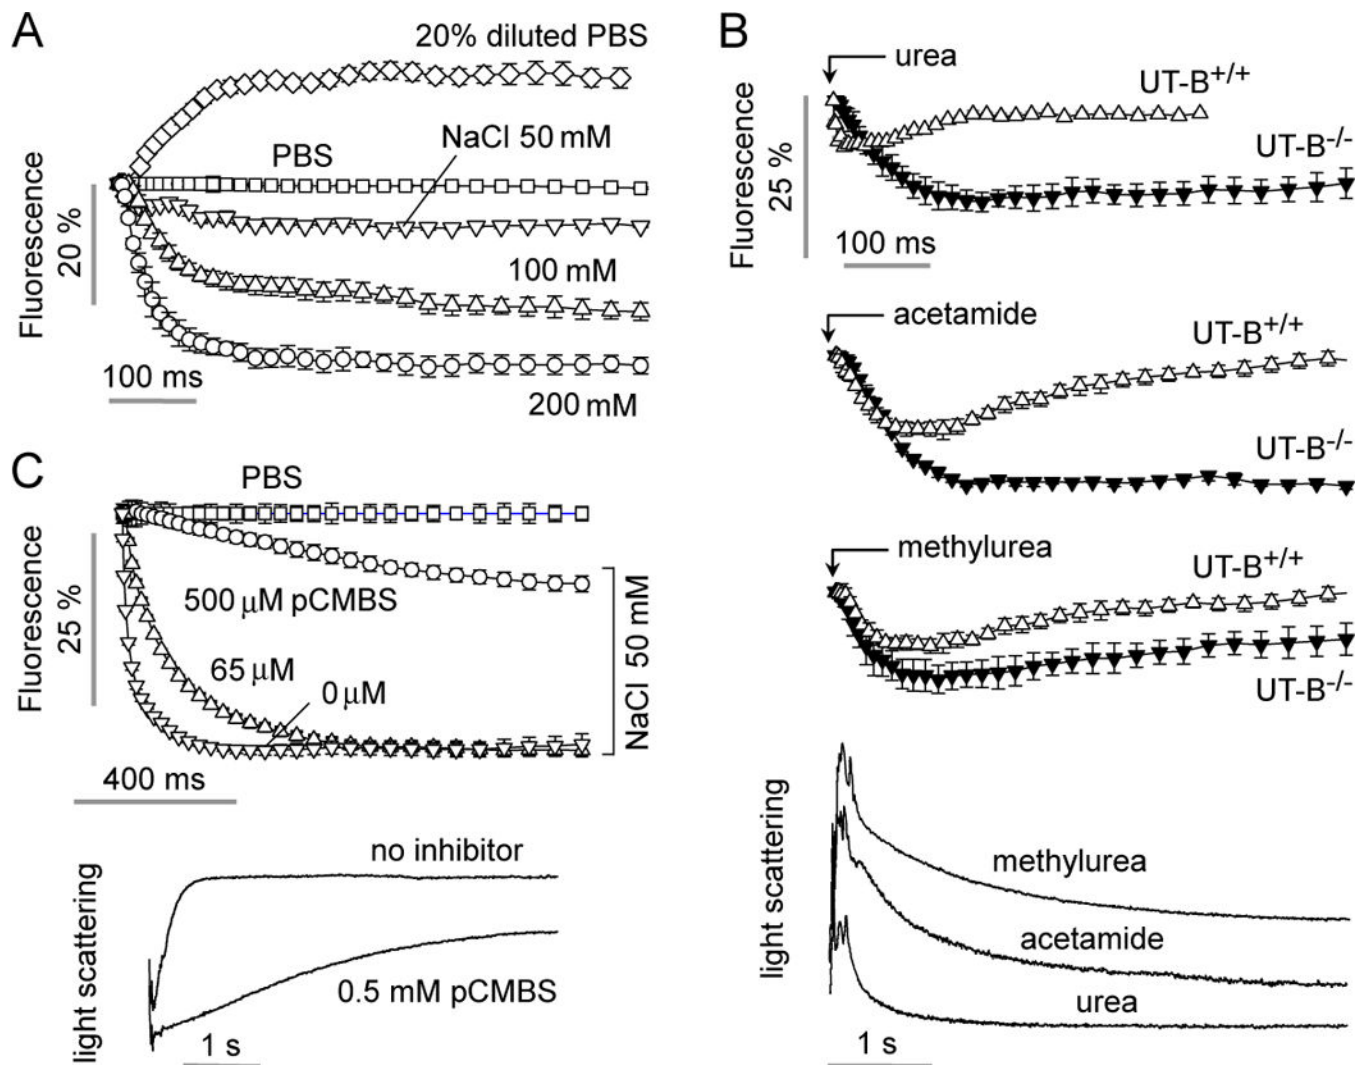 A
20% diluted PBS
PBS
NaCl 50 mM
100 mM
200 mM
Fluorescence
20 %
100 ms
B
urea
UT-B+/+
UT-B-/-
Fluorescence
25 %
100 ms
acetamide
UT-B+/+
UT-B-/-
methylurea
UT-B+/+
UT-B-/-
light scattering
methylurea
acetamide
urea
1 s
C
PBS
500 μM pCMBS
65 μM
0 μM
NaCl 50 mM
Fluorescence
25 %
400 ms
light scattering
no inhibitor
0.5 mM pCMBS
1 s